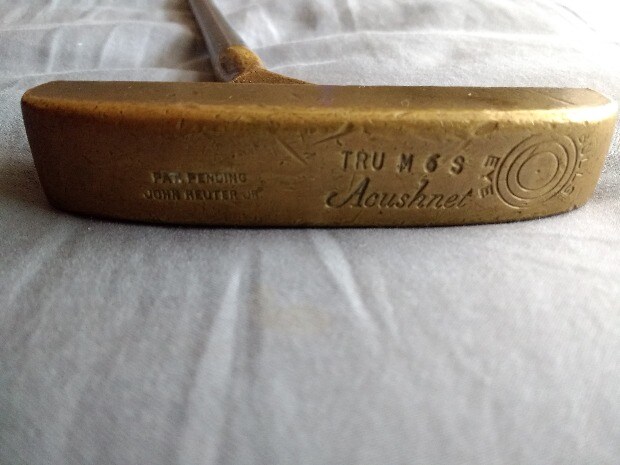 PAT. PENDING
JOHN REUTER JR
TRU M 6 S
Acushnet
BULLS
EYE